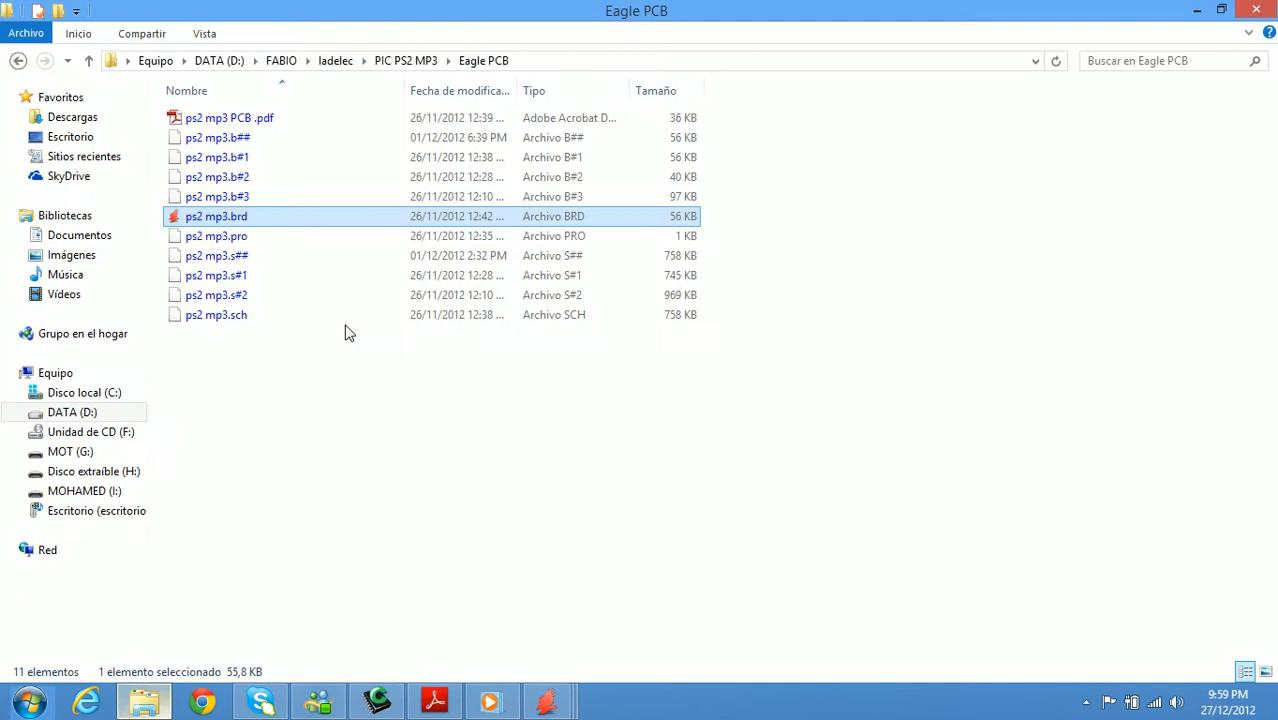 Eagle PCB
Archivo Inicio Compartir Vista
Equipo DATA (D:) FABIO ladelec PIC PS2 MP3 Eagle PCB
Buscar en Eagle PCB
Nombre Fecha de modifica... Tipo Tamaño
ps2 mp3 PCB .pdf 26/11/2012 12:39 ... Adobe Acrobat D... 36 KB
ps2 mp3.b## 01/12/2012 6:39 PM Archivo B## 56 KB
ps2 mp3.b#1 26/11/2012 12:38 ... Archivo B#1 56 KB
ps2 mp3.b#2 26/11/2012 12:28 ... Archivo B#2 40 KB
ps2 mp3.b#3 26/11/2012 12:10 ... Archivo B#3 97 KB
ps2 mp3.brd 26/11/2012 12:42 ... Archivo BRD 56 KB
ps2 mp3.pro 26/11/2012 12:35 ... Archivo PRO 1 KB
ps2 mp3.s## 01/12/2012 2:32 PM Archivo S## 758 KB
ps2 mp3.s#1 26/11/2012 12:28 ... Archivo S#1 745 KB
ps2 mp3.s#2 26/11/2012 12:10 ... Archivo S#2 969 KB
ps2 mp3.sch 26/11/2012 12:38 ... Archivo SCH 758 KB
Favoritos
Descargas
Escritorio
Sitios recientes
SkyDrive
Bibliotecas
Documentos
Imágenes
Música
Vídeos
Grupo en el hogar
Equipo
Disco local (C:)
DATA (D:)
Unidad de CD (F:)
MOT (G:)
Disco extraíble (H:)
MOHAMED (I:)
Escritorio (escritorio
Red
11 elementos 1 elemento seleccionado 55,8 KB
9:59 PM
27/12/2012